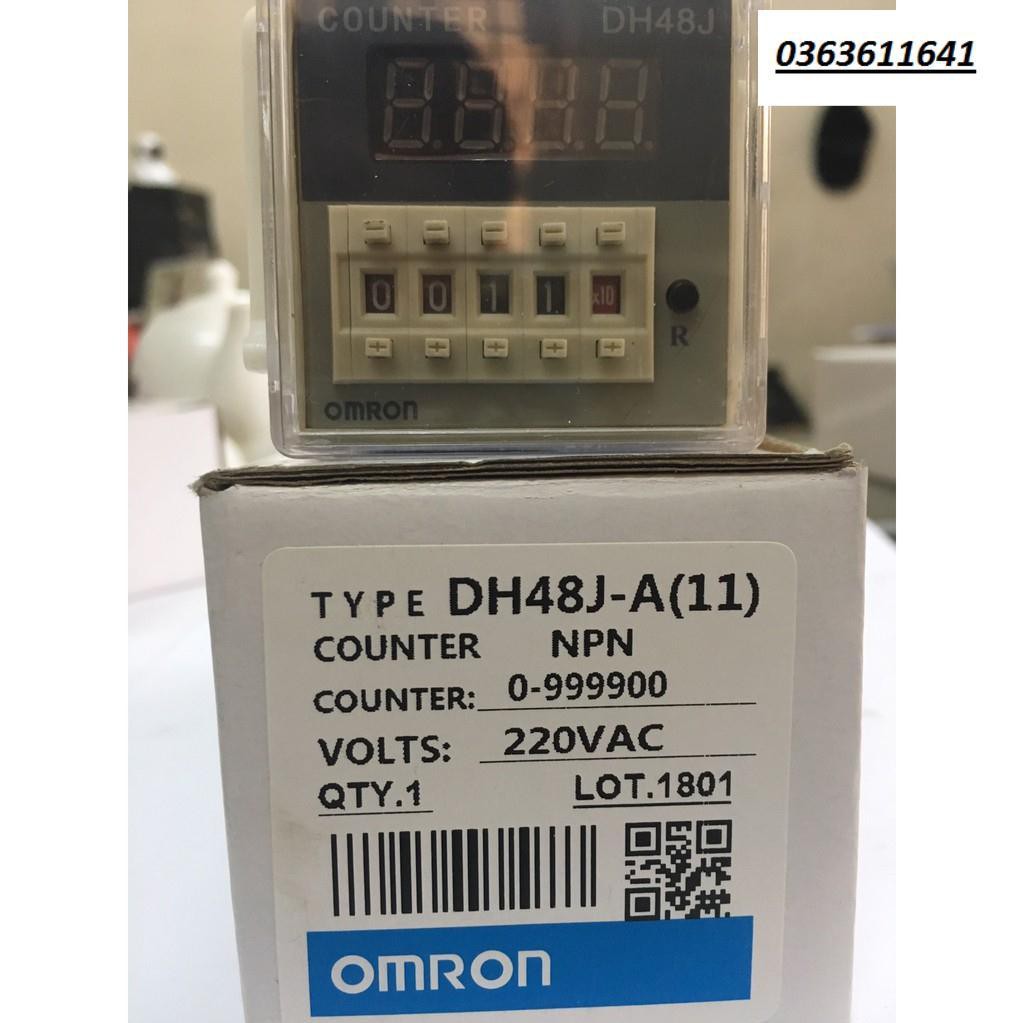 COUNTER DH48J
0363611641
0 0 1 1 x10
R
OMRON
TYPE DH48J-A(11)
COUNTER NPN
COUNTER: 0-999900
VOLTS: 220VAC
QTY.1 LOT.1801
OMRON